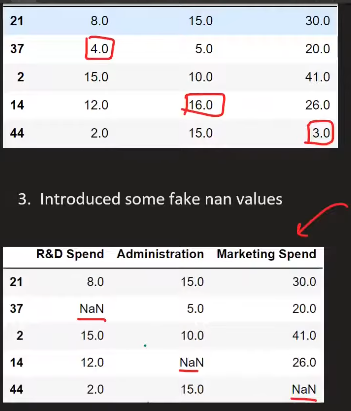 21 8.0 15.0 30.0
37 4.0 5.0 20.0
2 15.0 10.0 41.0
14 12.0 16.0 26.0
44 2.0 15.0 3.0
3. Introduced some fake nan values
R&D Spend Administration Marketing Spend
21 8.0 15.0 30.0
37 NaN 5.0 20.0
2 15.0 10.0 41.0
14 12.0 NaN 26.0
44 2.0 15.0 NaN